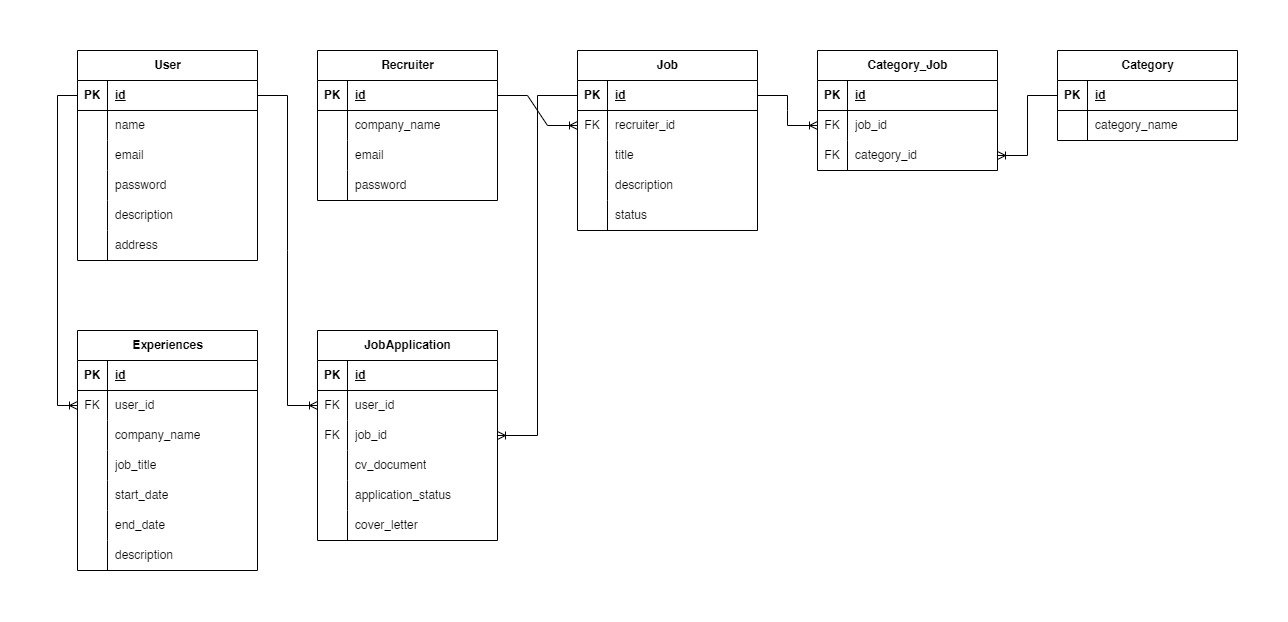 User
PK id
name
email
password
description
address
Recruiter
PK id
company_name
email
password
Job
PK id
FK recruiter_id
title
description
status
Category_Job
PK id
FK job_id
FK category_id
Category
PK id
category_name
Experiences
PK id
FK user_id
company_name
job_title
start_date
end_date
description
JobApplication
PK id
FK user_id
FK job_id
cv_document
application_status
cover_letter